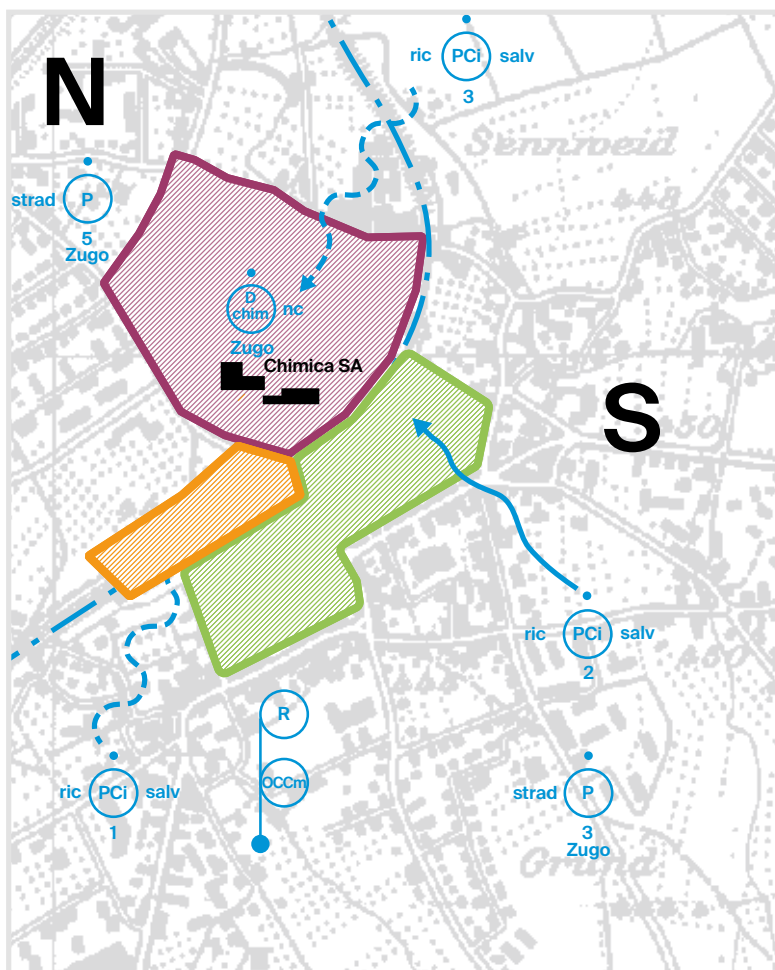 ric PCi salv
3
N
strad P
5
Zugo
D
chim nc
Zugo
Chimica SA
S
ric PCi salv
2
R
OCCm
ric PCi salv
1
strad P
3
Zugo